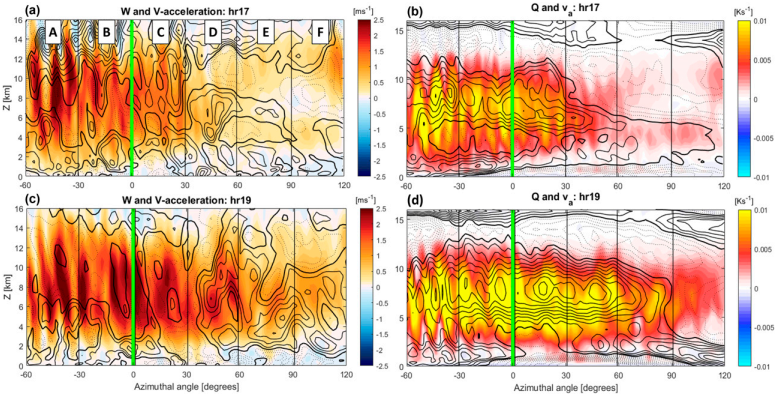 (a) W and V-acceleration: hr17 [ms⁻¹]
A B C D E F
16 14 12 10 8 6 4 2 0
Z [km]
-60 -30 0 30 60 90 120
2.5 2 1.5 1 0.5 0 -0.5 -1 -1.5 -2 -2.5
(b) Q and vₐ: hr17 [Ks⁻¹]
15 10 5 0
-60 -30 0 30 60 90 120
0.01 0.005 0 -0.005 -0.01
(c) W and V-acceleration: hr19 [ms⁻¹]
16 14 12 10 8 6 4 2 0
Z [km]
-60 -30 0 30 60 90 120
Azimuthal angle [degrees]
2.5 2 1.5 1 0.5 0 -0.5 -1 -1.5 -2 -2.5
(d) Q and vₐ: hr19 [Ks⁻¹]
15 10 5 0
-60 -30 0 30 60 90 120
Azimuthal angle [degrees]
0.01 0.005 0 -0.005 -0.01